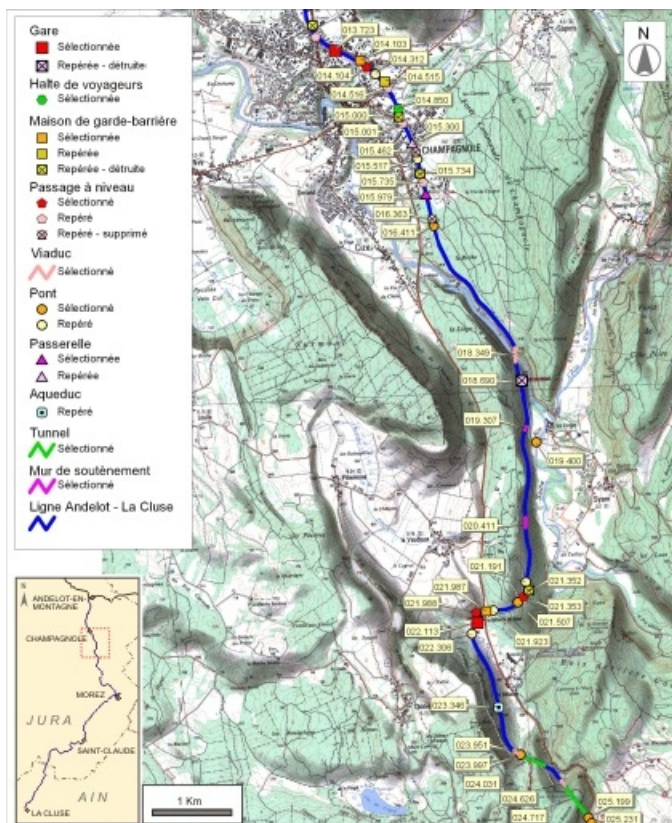 Gare
Sélectionnée
Repérée - détruite
Halte de voyageurs
Sélectionnée
Maison de garde-barrière
Sélectionnée
Repérée
Repérée - détruite
Passage à niveau
Sélectionné
Repéré
Repéré - supprimé
Viaduc
Sélectionné
Pont
Sélectionné
Repéré
Passerelle
Sélectionnée
Repérée
Aqueduc
Repéré
Tunnel
Sélectionné
Mur de soutènement
Sélectionné
Ligne Andelot - La Cluse
N
013.723
014.103
014.312
014.104
014.515
014.516
014.850
015.000
015.001
015.300
CHAMPAGNOLE
015.462
015.517
015.734
015.735
015.979
016.363
Cize
016.411
018.349
018.690
019.307
019.400
Syam
020.411
021.191
021.352
021.987
021.353
021.988
021.507
022.113
021.923
022.306
023.346
023.951
023.997
024.031
024.626
024.717
025.199
025.231
N
ANDELOT-EN-
MONTAGNE
CHAMPAGNOLE
MOREZ
JURA
SAINT-CLAUDE
AIN
LA CLUSE
1 Km